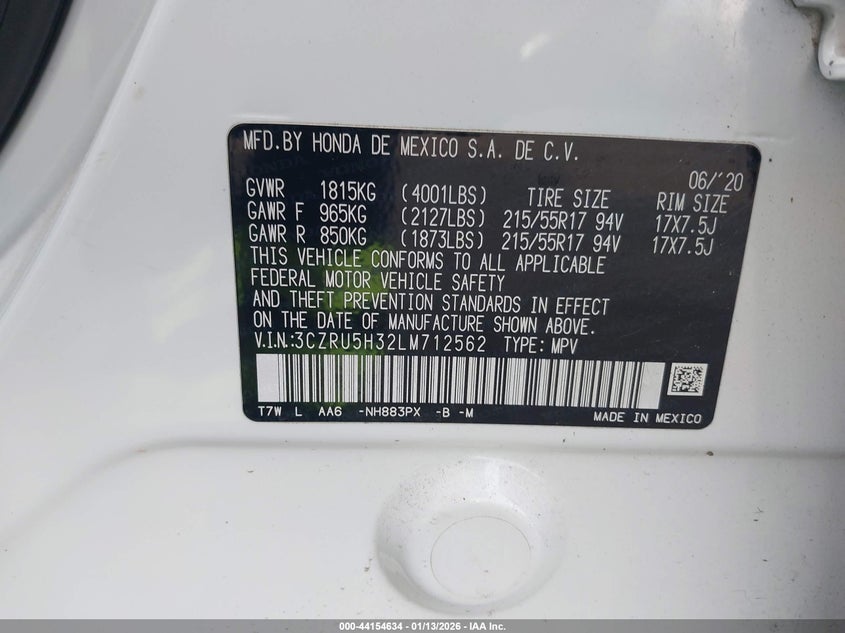 MFD.BY HONDA DE MEXICO S.A. DE C.V.
06/'20
GVWR 1815KG (4001LBS) TIRE SIZE RIM SIZE
GAWR F 965KG (2127LBS) 215/55R17 94V 17X7.5J
GAWR R 850KG (1873LBS) 215/55R17 94V 17X7.5J
THIS VEHICLE CONFORMS TO ALL APPLICABLE
FEDERAL MOTOR VEHICLE SAFETY
AND THEFT PREVENTION STANDARDS IN EFFECT
ON THE DATE OF MANUFACTURE SHOWN ABOVE.
V.I.N.:3CZRU5H32LM712562 TYPE: MPV
T7W L AA6 -NH883PX -B -M MADE IN MEXICO
000-44154634 - 01/13/2026 - IAA Inc.